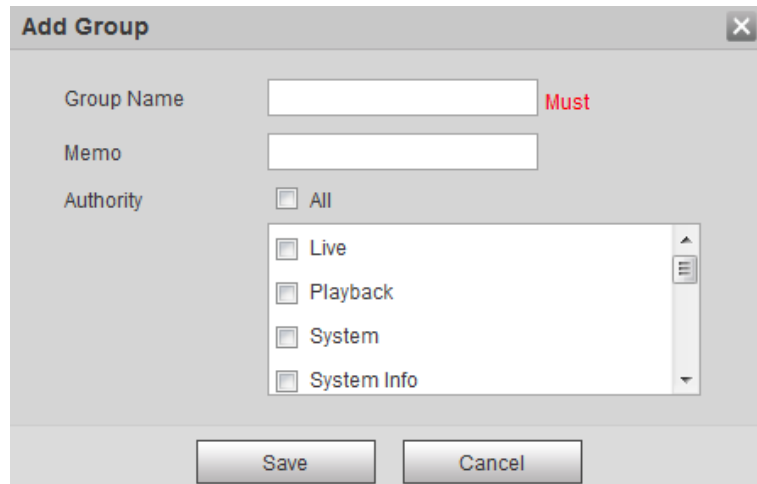 Add Group
Group Name Must
Memo
Authority All
Live
Playback
System
System Info
Save Cancel